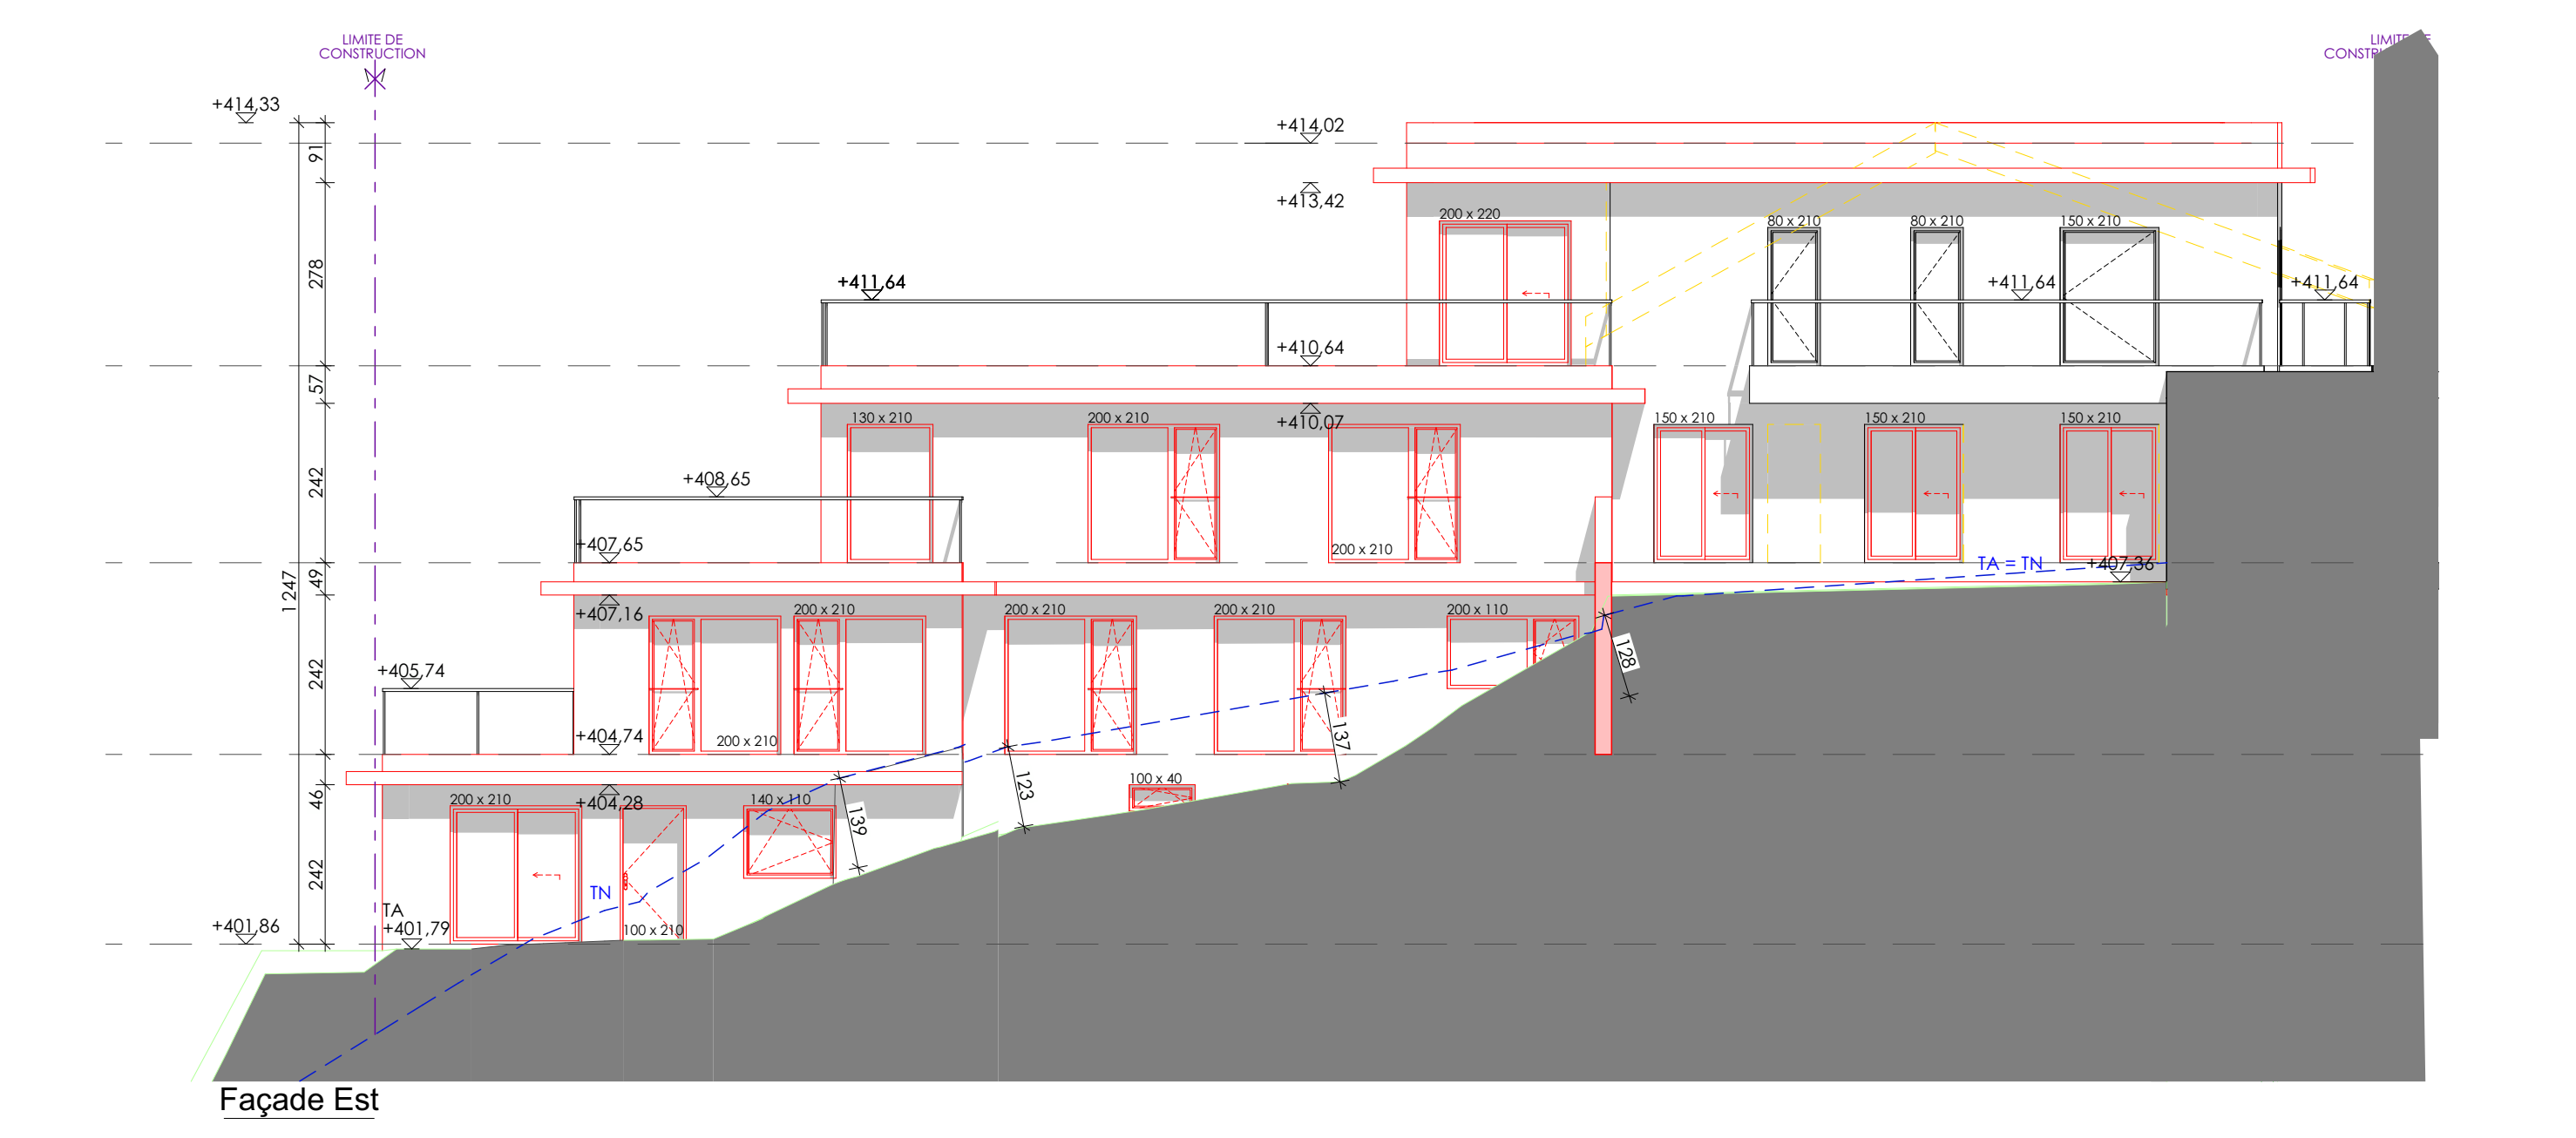 LIMITE DE
CONSTRUCTION
LIMITE
CONSTR
+414,33
+414,02
91
+413,42
200 x 220
80 x 210
80 x 210
150 x 210
278
+411,64
+411,64
+411,64
+410,64
57
+410,07
130 x 210
200 x 210
150 x 210
150 x 210
150 x 210
242
+408,65
+407,65
200 x 210
TA = TN
+407,36
1247
49
+407,16
200 x 210
200 x 210
200 x 210
200 x 110
128
242
+405,74
+404,74
200 x 210
137
46
+404,28
200 x 210
140 x 110
139
123
100 x 40
242
TN
TA
+401,86
+401,79
100 x 210
Façade Est